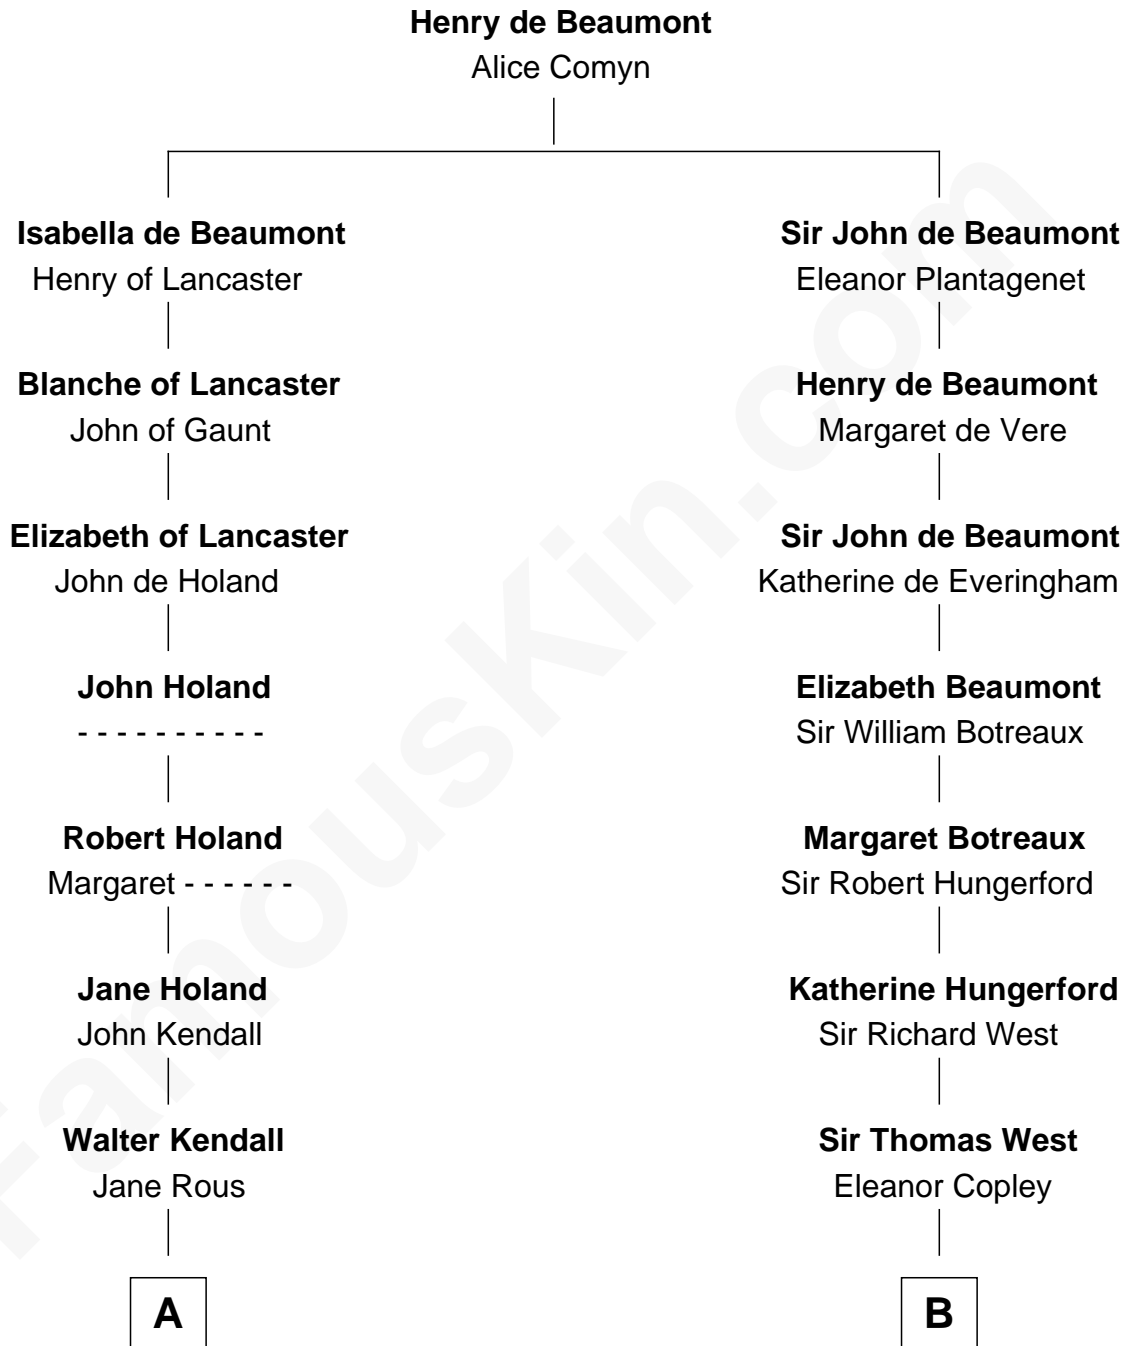 Henry de Beaumont
Alice Comyn
Isabella de Beaumont
Henry of Lancaster
Blanche of Lancaster
John of Gaunt
Elizabeth of Lancaster
John de Holand
John Holand
- - - - - - - - - -
Robert Holand
Margaret - - - - - -
Jane Holand
John Kendall
Walter Kendall
Jane Rous
A
Sir John de Beaumont
Eleanor Plantagenet
Henry de Beaumont
Margaret de Vere
Sir John de Beaumont
Katherine de Everingham
Elizabeth Beaumont
Sir William Botreaux
Margaret Botreaux
Sir Robert Hungerford
Katherine Hungerford
Sir Richard West
Sir Thomas West
Eleanor Copley
B
FamousKin.com